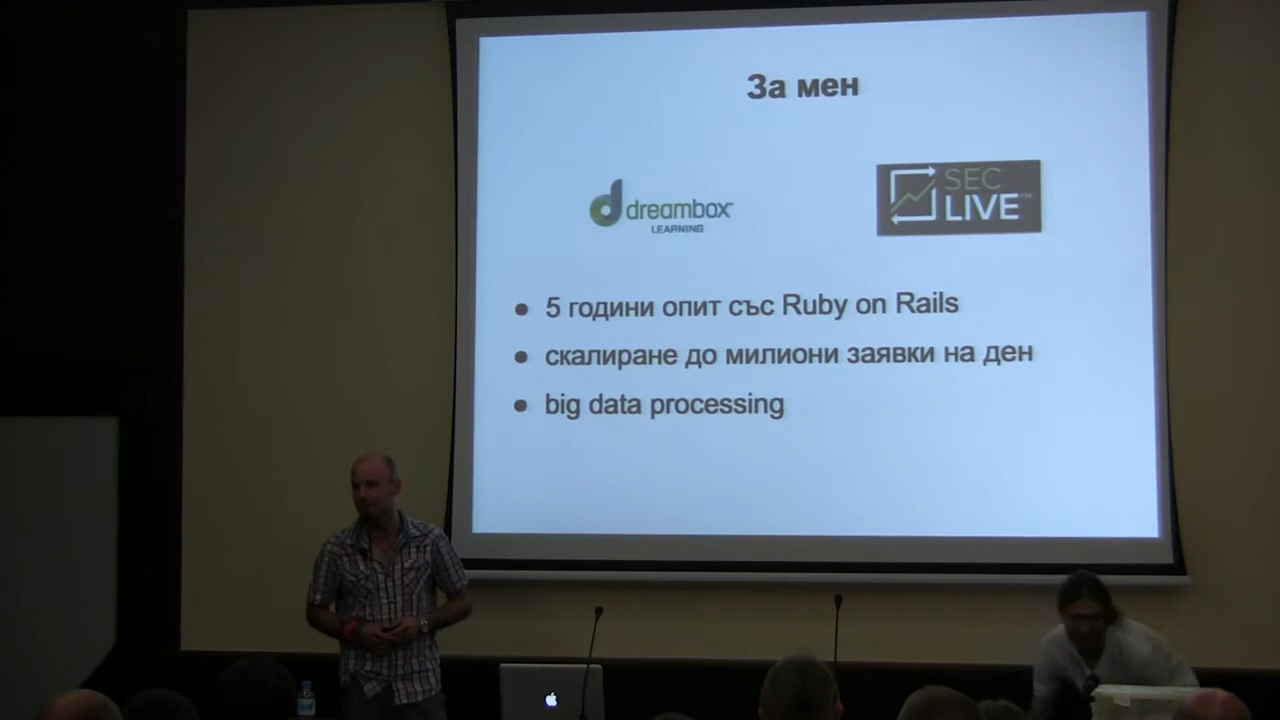 За мен
dreambox
LEARNING
SEC
LIVE™
● 5 години опит със Ruby on Rails
● скалиране до милиони заявки на ден
● big data processing